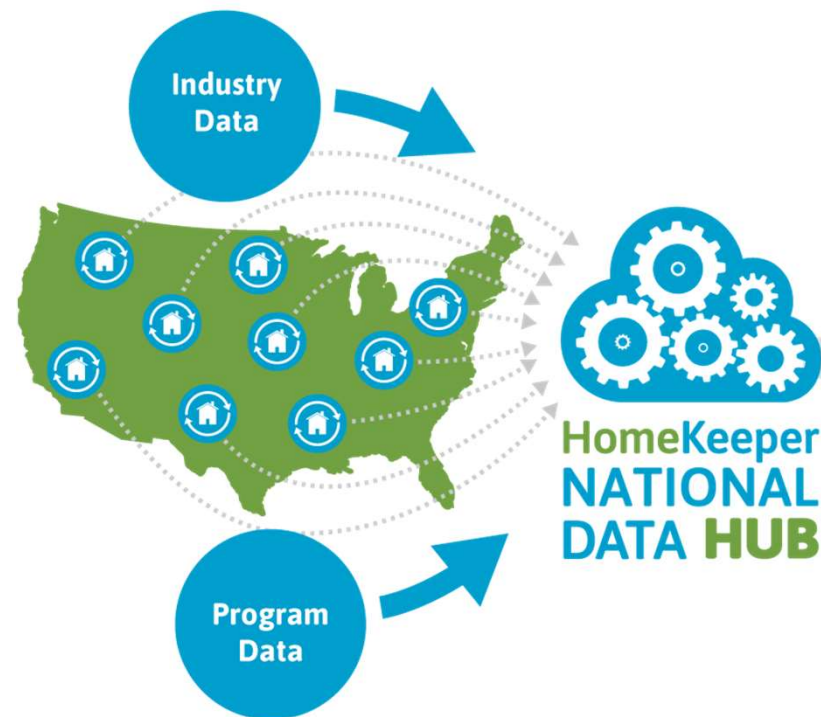 Industry
Data
HomeKeeper
NATIONAL
DATA HUB
Program
Data